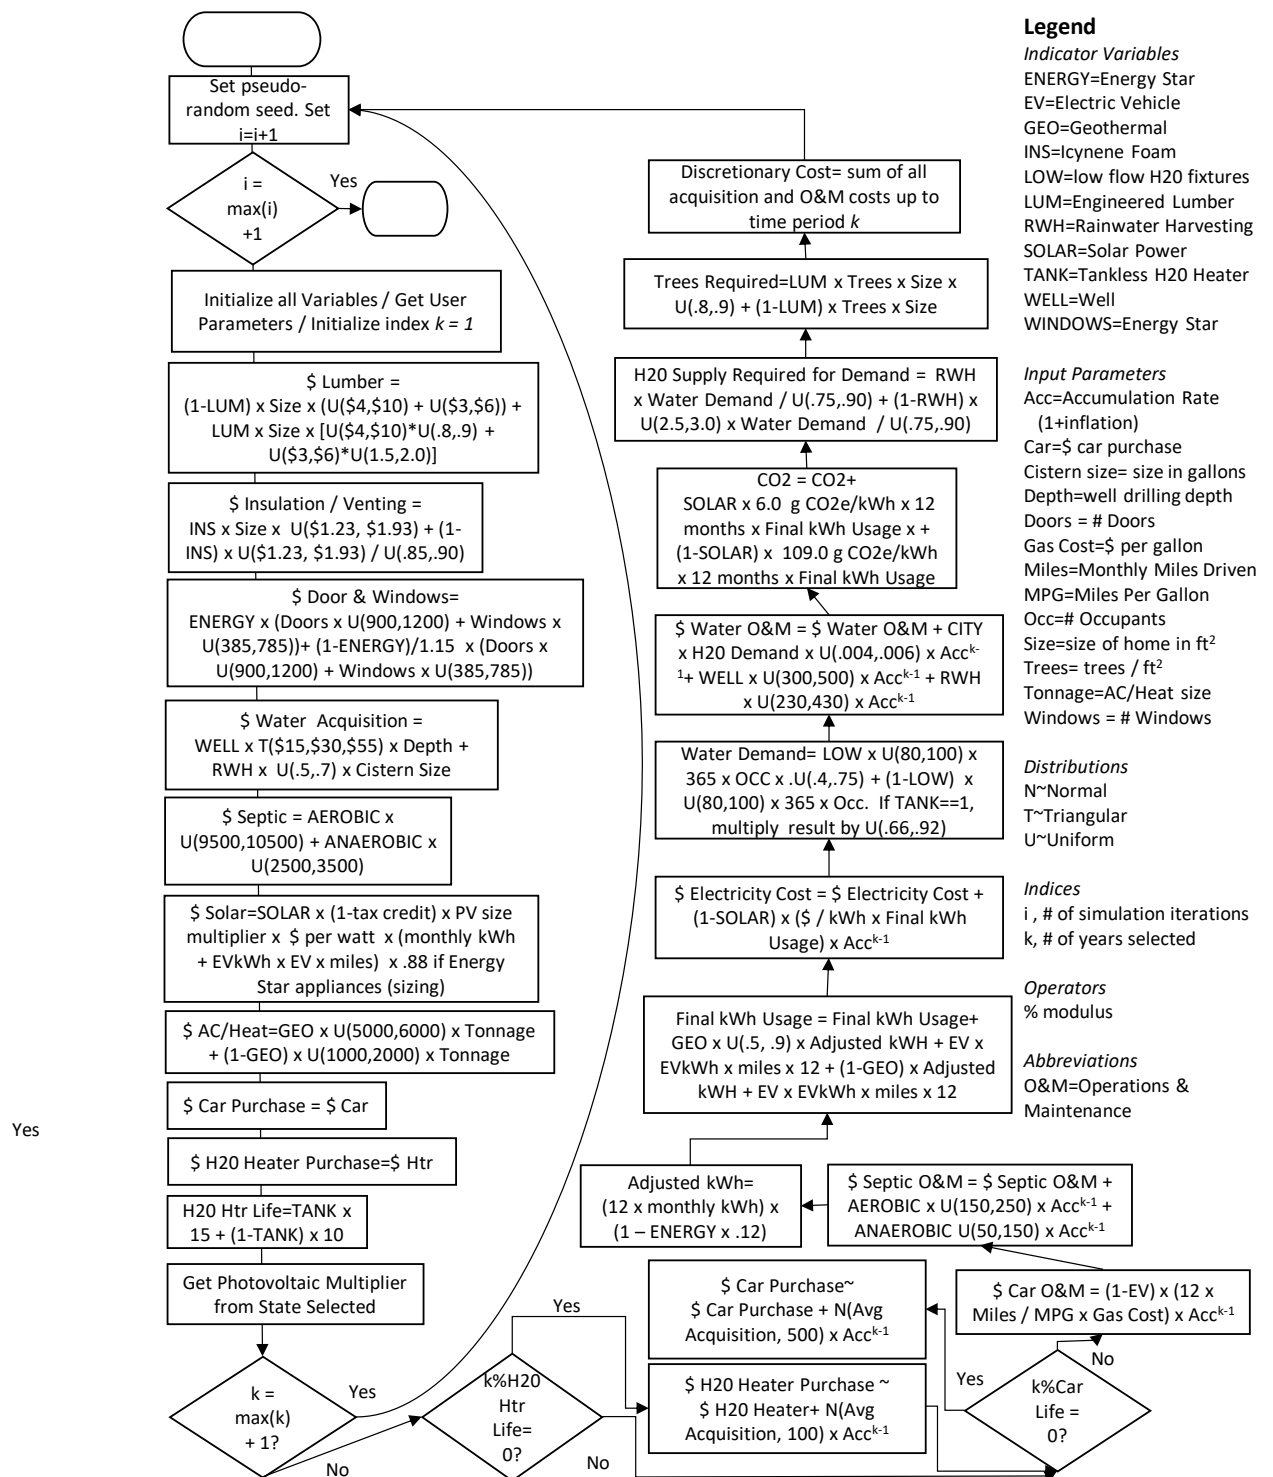 Set pseudo-
random seed. Set
i=i+1
i =
max(i)
+1
Yes
Initialize all Variables / Get User
Parameters / Initialize index k = 1
$ Lumber =
(1-LUM) x Size x (U($4,$10) + U($3,$6)) +
LUM x Size x [U($4,$10)*U(.8,.9) +
U($3,$6)*U(1.5,2.0)]
$ Insulation / Venting =
INS x Size x U($1.23, $1.93) + (1-
INS) x U($1.23, $1.93) / U(.85,.90)
$ Door & Windows=
ENERGY x (Doors x U(900,1200) + Windows x
U(385,785))+ (1-ENERGY)/1.15 x (Doors x
U(900,1200) + Windows x U(385,785))
$ Water Acquisition =
WELL x T($15,$30,$55) x Depth +
RWH x U(.5,.7) x Cistern Size
$ Septic = AEROBIC x
U(9500,10500) + ANAEROBIC x
U(2500,3500)
$ Solar=SOLAR x (1-tax credit) x PV size
multiplier x $ per watt x (monthly kWh
+ EVkWh x EV x miles) x .88 if Energy
Star appliances (sizing)
$ AC/Heat=GEO x U(5000,6000) x Tonnage
+ (1-GEO) x U(1000,2000) x Tonnage
$ Car Purchase = $ Car
Yes
$ H20 Heater Purchase=$ Htr
H20 Htr Life=TANK x
15 + (1-TANK) x 10
Get Photovoltaic Multiplier
from State Selected
k =
max(k)
+ 1?
Yes
No
k%H20
Htr
Life=
0?
Yes
No
$ H20 Heater Purchase ~
$ H20 Heater+ N(Avg
Acquisition, 100) x Acc^k-1
k%Car
Life =
0?
Yes
No
$ Car Purchase~
$ Car Purchase + N(Avg
Acquisition, 500) x Acc^k-1
$ Car O&M = (1-EV) x (12 x
Miles / MPG x Gas Cost) x Acc^k-1
$ Septic O&M = $ Septic O&M +
AEROBIC x U(150,250) x Acc^k-1 +
ANAEROBIC U(50,150) x Acc^k-1
Adjusted kWh=
(12 x monthly kWh) x
(1 – ENERGY x .12)
Final kWh Usage = Final kWh Usage+
GEO x U(.5, .9) x Adjusted kWH + EV x
EVkWh x miles x 12 + (1-GEO) x Adjusted
kWH + EV x EVkWh x miles x 12
$ Electricity Cost = $ Electricity Cost +
(1-SOLAR) x ($ / kWh x Final kWh
Usage) x Acc^k-1
Water Demand= LOW x U(80,100) x
365 x OCC x .U(.4,.75) + (1-LOW) x
U(80,100) x 365 x Occ. If TANK==1,
multiply result by U(.66,.92)
$ Water O&M = $ Water O&M + CITY
x H20 Demand x U(.004,.006) x Acc^k-
^1+ WELL x U(300,500) x Acc^k-1 + RWH
x U(230,430) x Acc^k-1
CO2 = CO2+
SOLAR x 6.0 g CO2e/kWh x 12
months x Final kWh Usage x +
(1-SOLAR) x 109.0 g CO2e/kWh
x 12 months x Final kWh Usage
H20 Supply Required for Demand = RWH
x Water Demand / U(.75,.90) + (1-RWH) x
U(2.5,3.0) x Water Demand / U(.75,.90)
Trees Required=LUM x Trees x Size x
U(.8,.9) + (1-LUM) x Trees x Size
Discretionary Cost= sum of all
acquisition and O&M costs up to
time period k
Legend
Indicator Variables
ENERGY=Energy Star
EV=Electric Vehicle
GEO=Geothermal
INS=Icynene Foam
LOW=low flow H20 fixtures
LUM=Engineered Lumber
RWH=Rainwater Harvesting
SOLAR=Solar Power
TANK=Tankless H20 Heater
WELL=Well
WINDOWS=Energy Star
Input Parameters
Acc=Accumulation Rate
(1+inflation)
Car=$ car purchase
Cistern size= size in gallons
Depth=well drilling depth
Doors = # Doors
Gas Cost=$ per gallon
Miles=Monthly Miles Driven
MPG=Miles Per Gallon
Occ=# Occupants
Size=size of home in ft²
Trees= trees / ft²
Tonnage=AC/Heat size
Windows = # Windows
Distributions
N~Normal
T~Triangular
U~Uniform
Indices
i , # of simulation iterations
k, # of years selected
Operators
% modulus
Abbreviations
O&M=Operations &
Maintenance